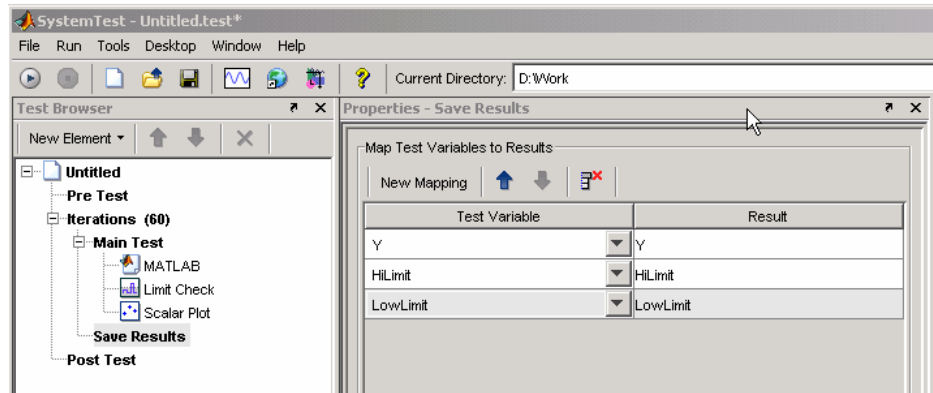 SystemTest - Untitled.test*
File Run Tools Desktop Window Help
Current Directory: D:\Work
Test Browser
Properties - Save Results
New Element
Untitled
Pre Test
Iterations (60)
Main Test
MATLAB
Limit Check
Scalar Plot
Save Results
Post Test
Map Test Variables to Results
New Mapping
Test Variable Result
Y Y
HiLimit HiLimit
LowLimit LowLimit